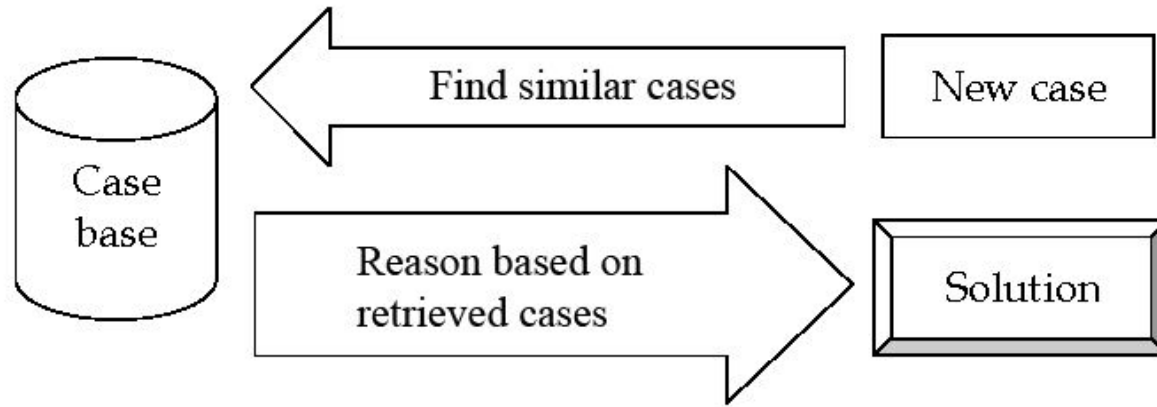 Find similar cases
New case
Case
base
Reason based on
retrieved cases
Solution